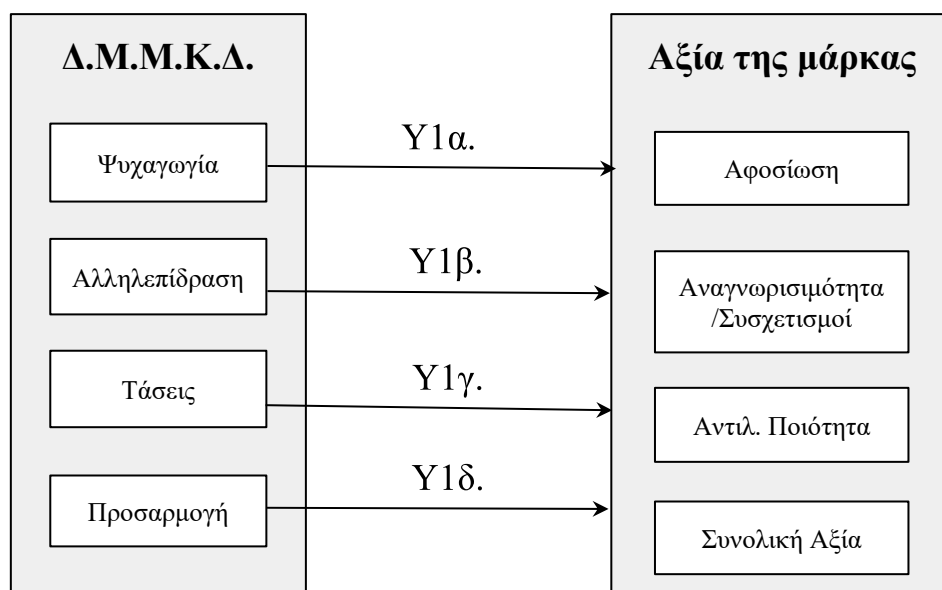 Δ.Μ.Μ.Κ.Δ.
Ψυχαγωγία
Αλληλεπίδραση
Τάσεις
Προσαρμογή
Υ1α.
Υ1β.
Υ1γ.
Υ1δ.
Αξία της μάρκας
Αφοσίωση
Αναγνωρισιμότητα
/Συσχετισμοί
Αντιλ. Ποιότητα
Συνολική Αξία